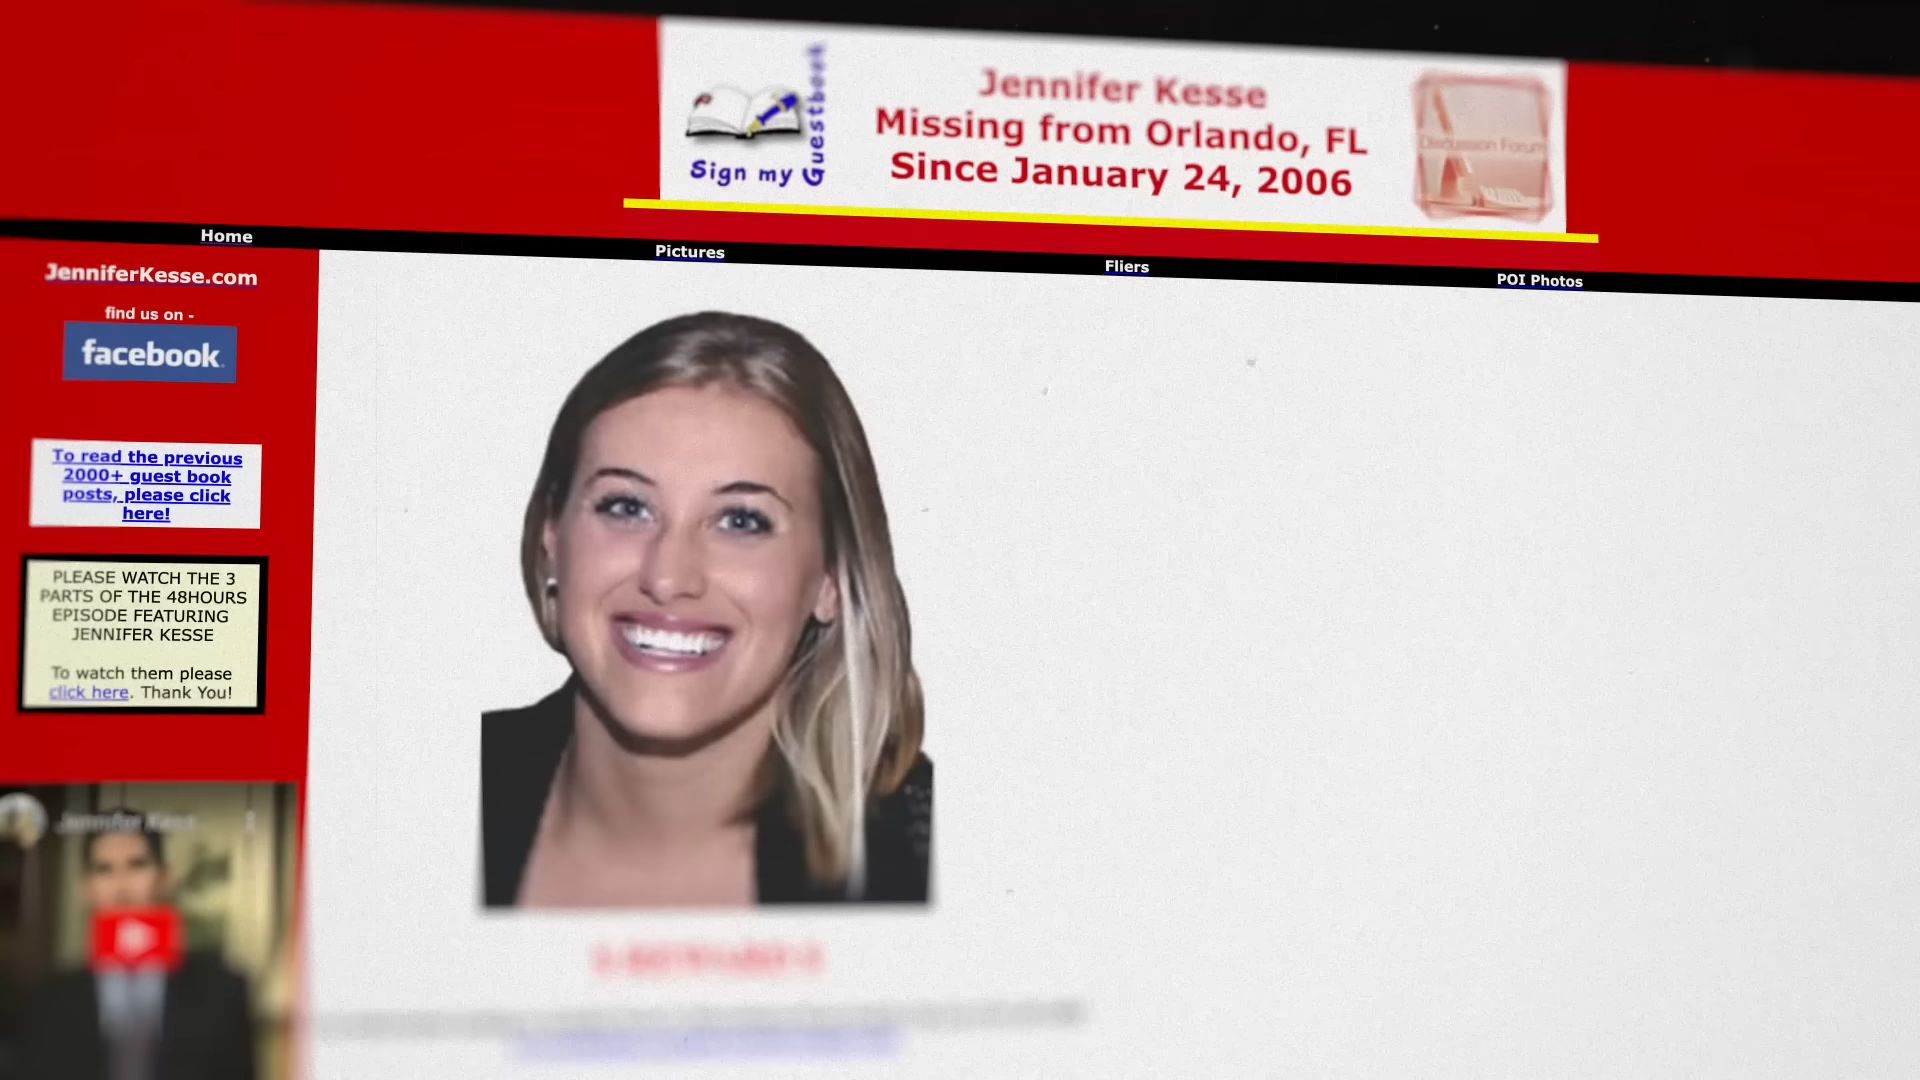 Jennifer Kesse
Missing from Orlando, FL
Since January 24, 2006
Sign my Guestbook
Discussion Forum
Home
Pictures
Fliers
POI Photos
JenniferKesse.com
find us on -
facebook
To read the previous
2000+ guest book
posts, please click
here!
PLEASE WATCH THE 3
PARTS OF THE 48HOURS
EPISODE FEATURING
JENNIFER KESSE
To watch them please
click here. Thank You!